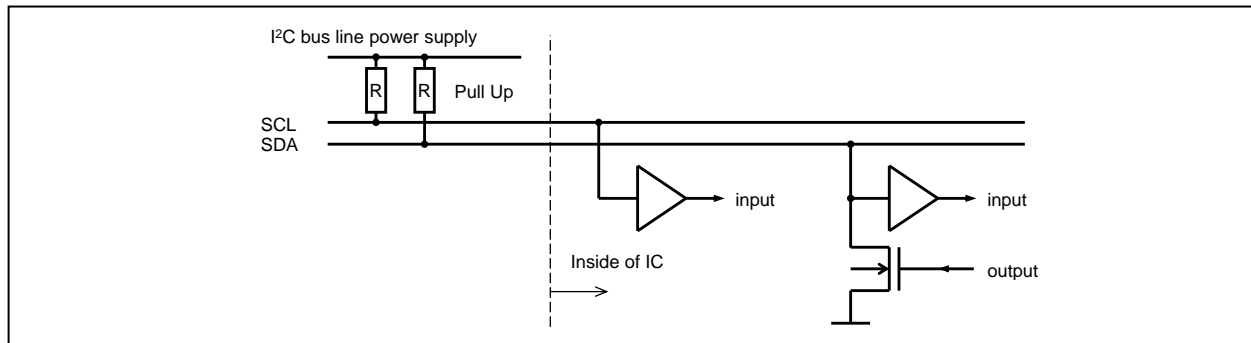 I²C bus line power supply
R R Pull Up
SCL
SDA
input input
Inside of IC
output